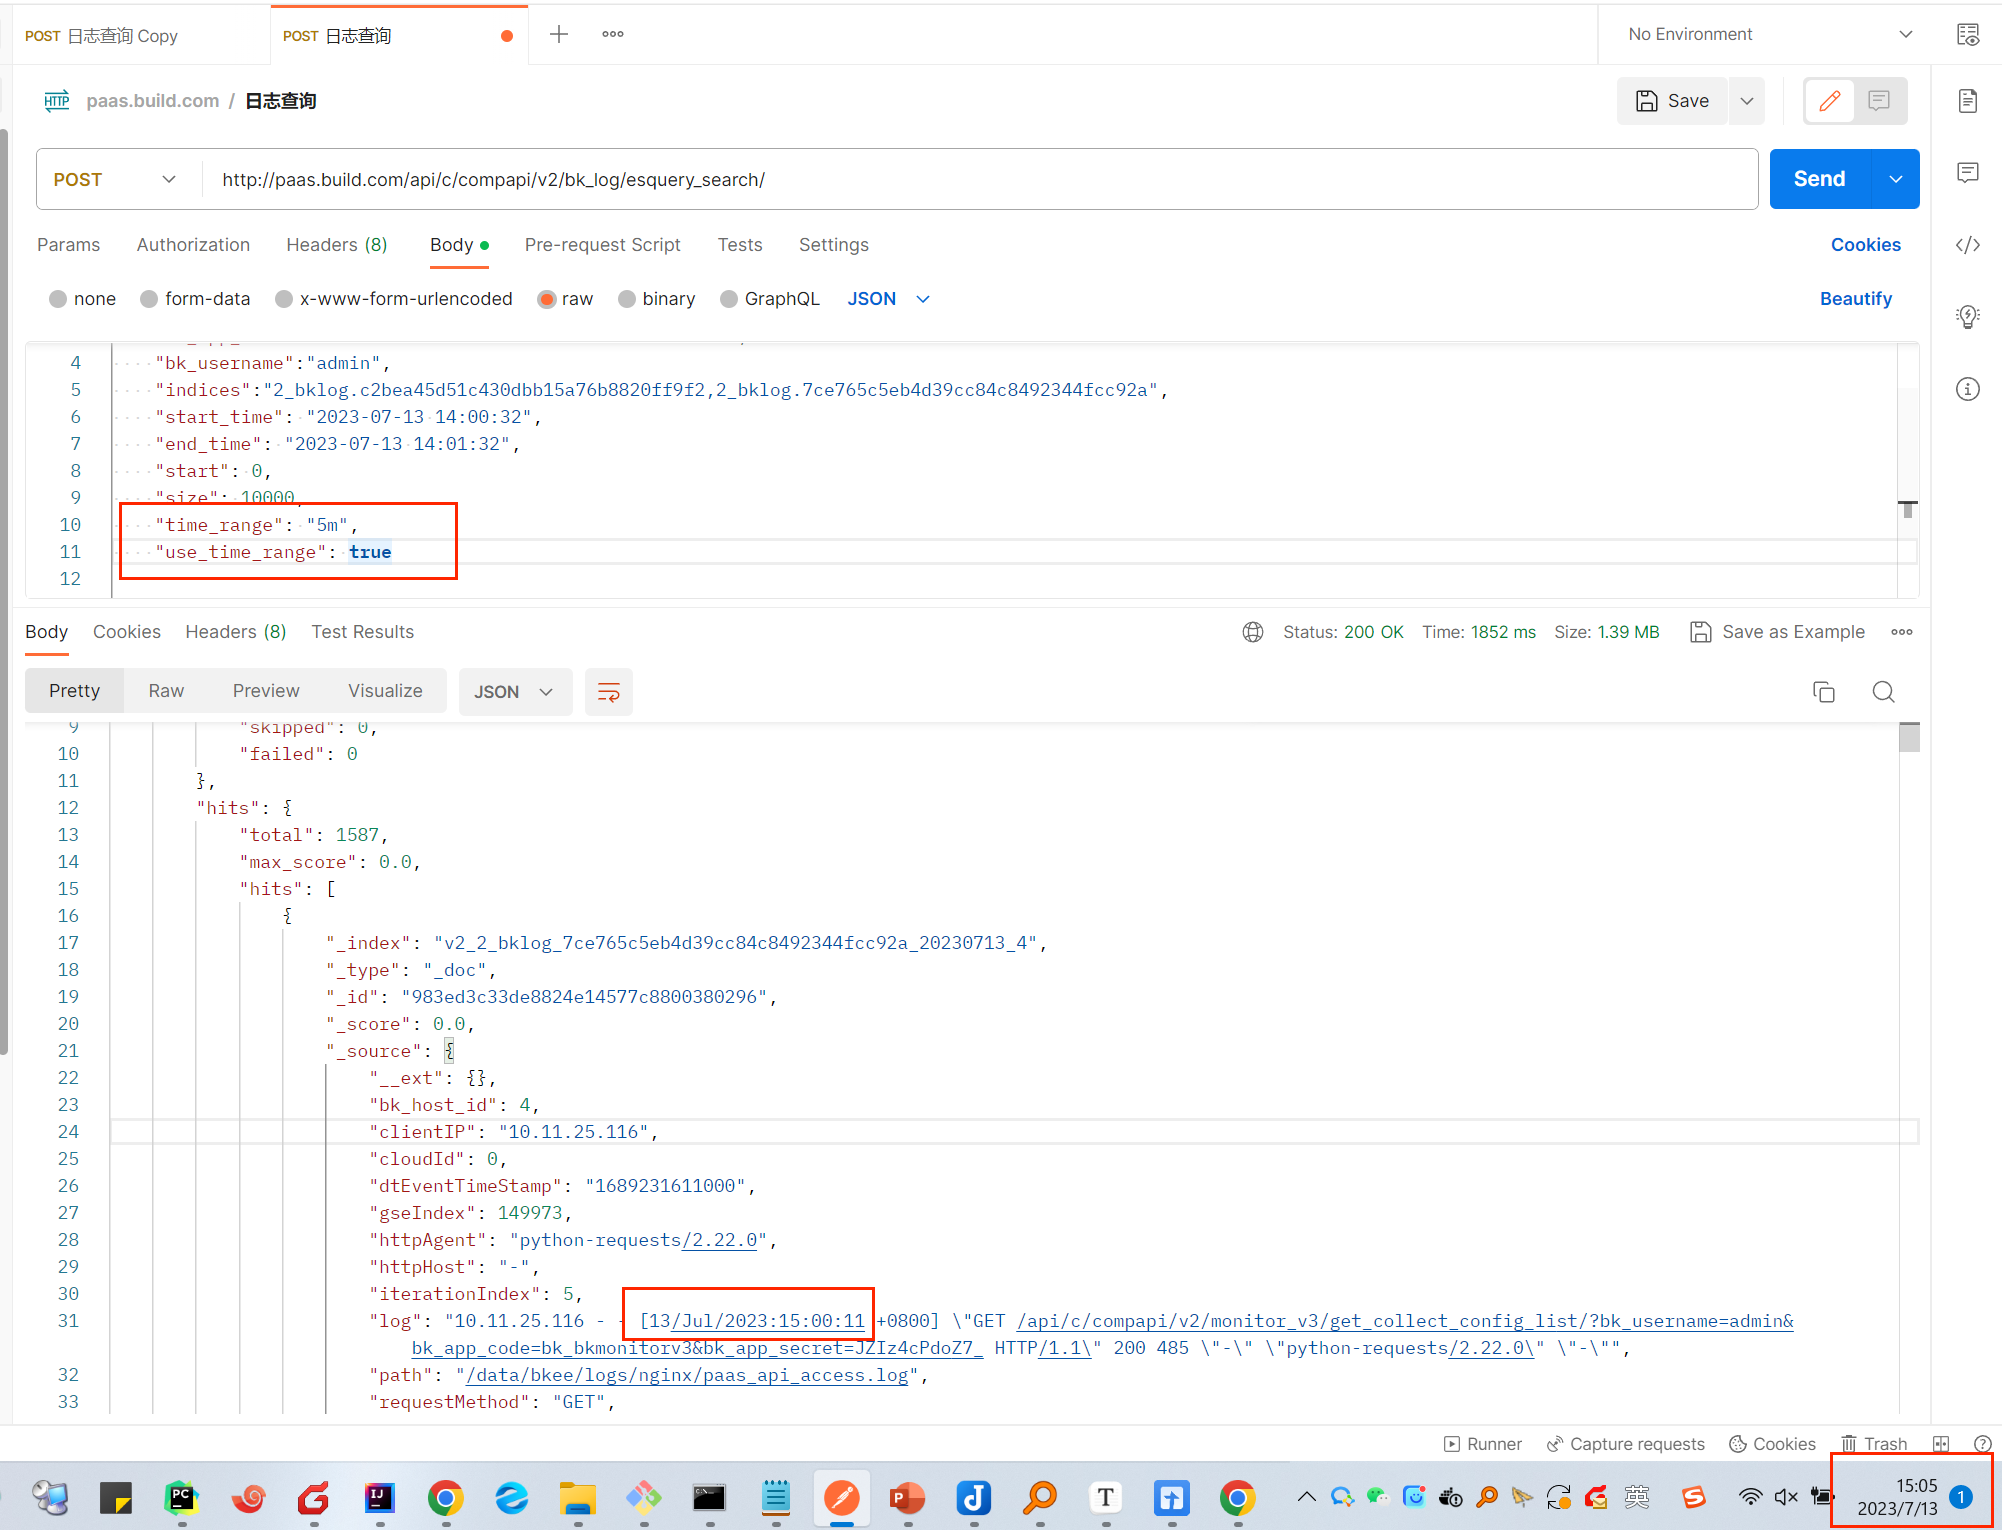 POST 日志查询 Copy
POST 日志查询
No Environment
HTTP paas.build.com / 日志查询
Save
POST
http://paas.build.com/api/c/compapi/v2/bk_log/esquery_search/
Send
Params Authorization Headers (8) Body Pre-request Script Tests Settings Cookies
none form-data x-www-form-urlencoded raw binary GraphQL JSON Beautify
4 "bk_username":"admin",
5 "indices":"2_bklog.c2bea45d51c430dbb15a76b8820ff9f2,2_bklog.7ce765c5eb4d39cc84c8492344fcc92a",
6 "start_time": "2023-07-13 14:00:32",
7 "end_time": "2023-07-13 14:01:32",
8 "start": 0,
9 "size": 10000,
10 "time_range": "5m",
11 "use_time_range": true
12
Body Cookies Headers (8) Test Results Status: 200 OK Time: 1852 ms Size: 1.39 MB Save as Example
Pretty Raw Preview Visualize JSON
9 "skipped": 0,
10 "failed": 0
11 },
12 "hits": {
13 "total": 1587,
14 "max_score": 0.0,
15 "hits": [
16 {
17 "_index": "v2_2_bklog_7ce765c5eb4d39cc84c8492344fcc92a_20230713_4",
18 "_type": "_doc",
19 "_id": "983ed3c33de8824e14577c8800380296",
20 "_score": 0.0,
21 "_source": {
22 "__ext": {},
23 "bk_host_id": 4,
24 "clientIP": "10.11.25.116",
25 "cloudId": 0,
26 "dtEventTimeStamp": "1689231611000",
27 "gseIndex": 149973,
28 "httpAgent": "python-requests/2.22.0",
29 "httpHost": "-",
30 "iterationIndex": 5,
31 "log": "10.11.25.116 - - [13/Jul/2023:15:00:11 +0800] \"GET /api/c/compapi/v2/monitor_v3/get_collect_config_list/?bk_username=admin&
bk_app_code=bk_bkmonitorv3&bk_app_secret=JZIz4cPdoZ7_ HTTP/1.1\" 200 485 \"-\" \"python-requests/2.22.0\" \"-\"",
32 "path": "/data/bkee/logs/nginx/paas_api_access.log",
33 "requestMethod": "GET",
Runner Capture requests Cookies Trash
英
15:05
2023/7/13
1